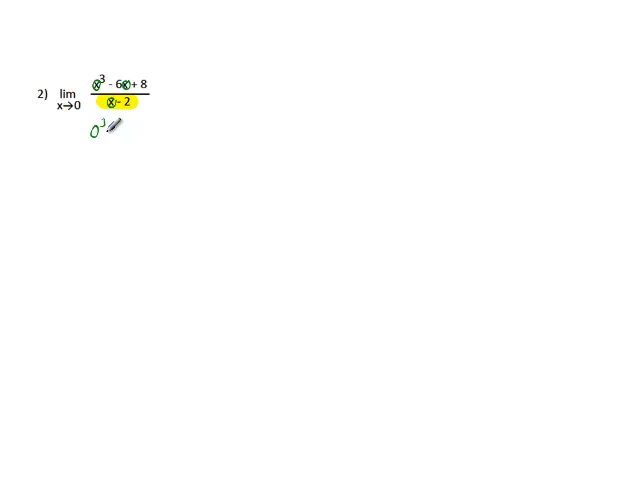 2) lim x³ - 6x + 8
x - 2
x→0
0³